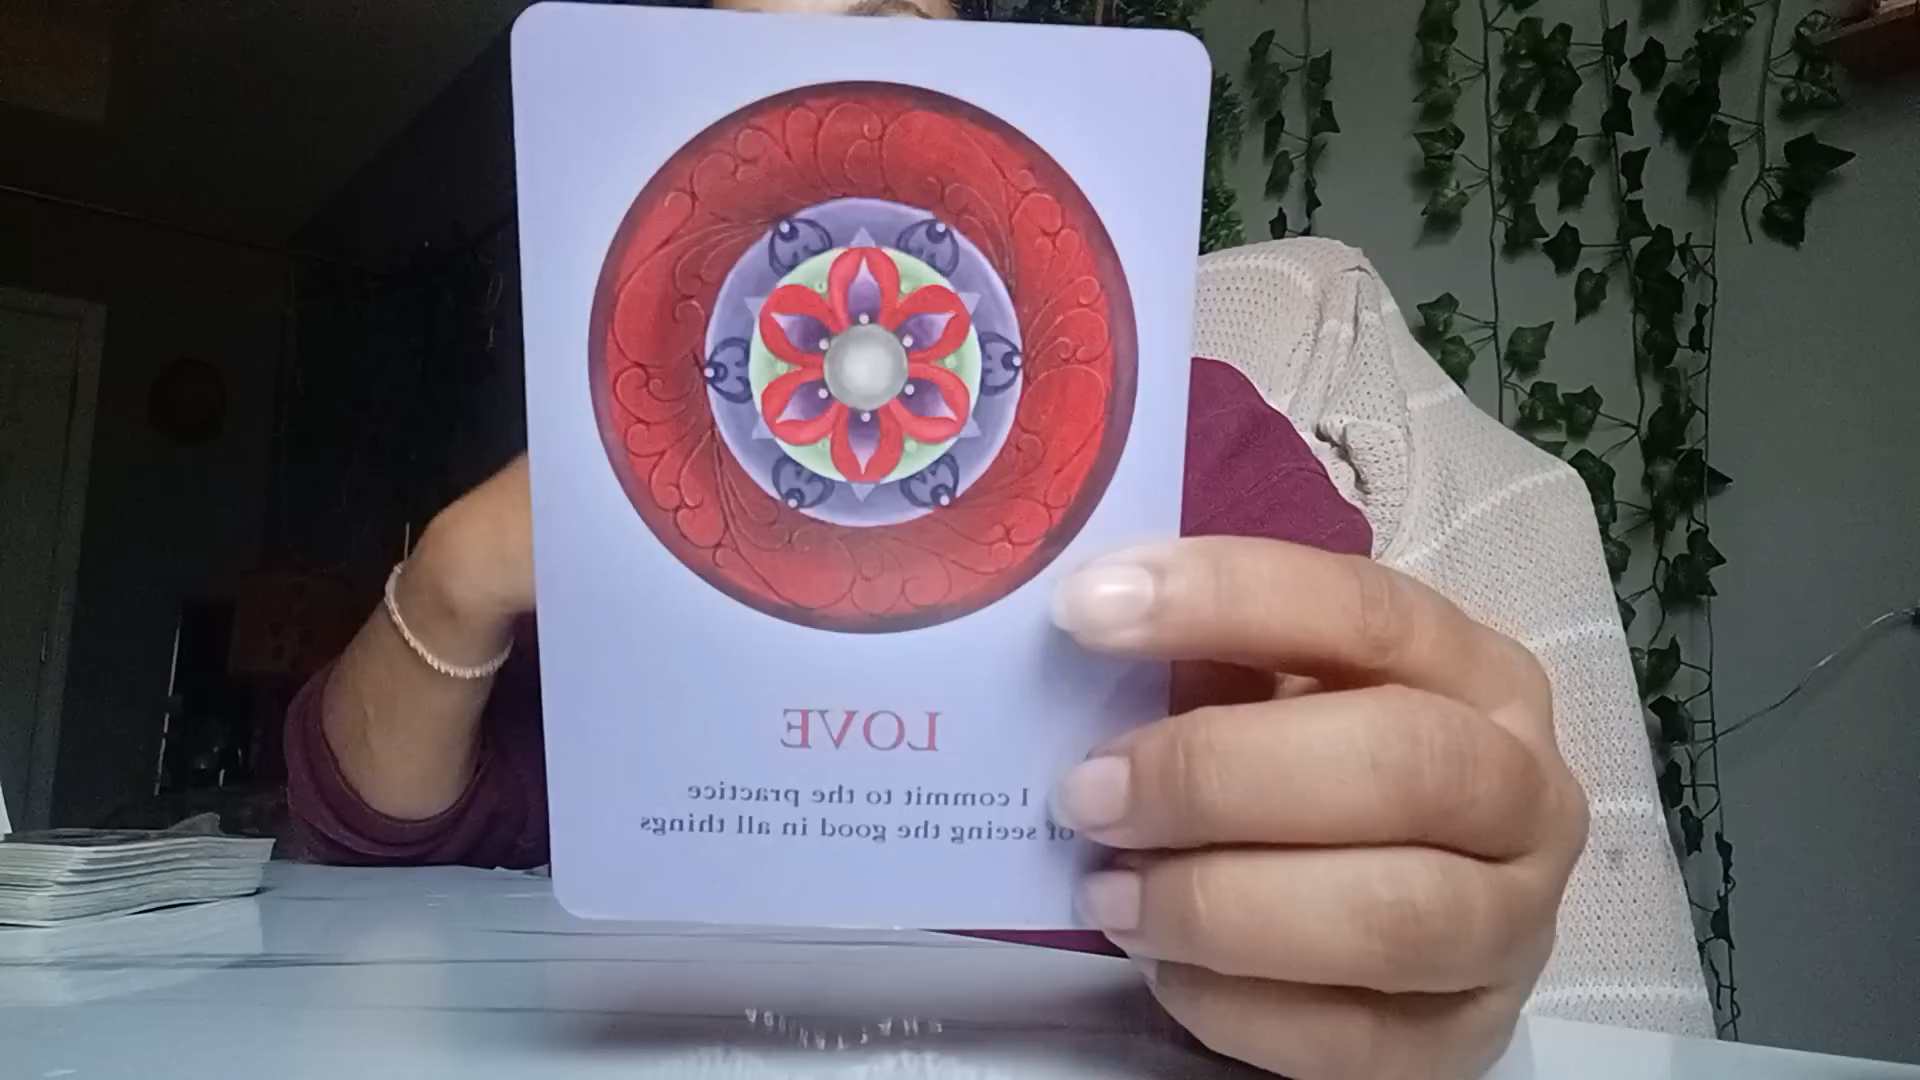 LOVE
I commit to the practice
of seeing the good in all things